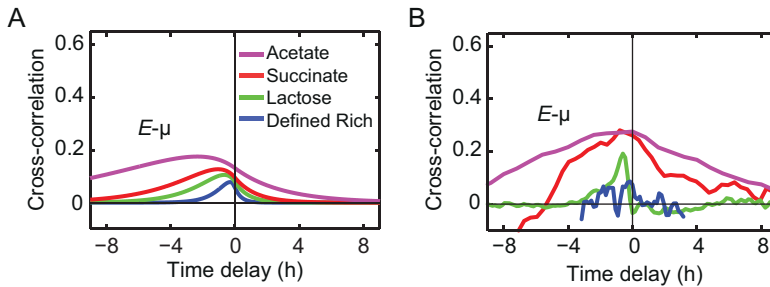 A
0.6
0.4
0.2
0
Cross-correlation
E-μ
Acetate
Succinate
Lactose
Defined Rich
−8 −4 0 4 8
Time delay (h)
B
0.6
0.4
0.2
0
Cross-correlation
E-μ
−8 −4 0 4 8
Time delay (h)